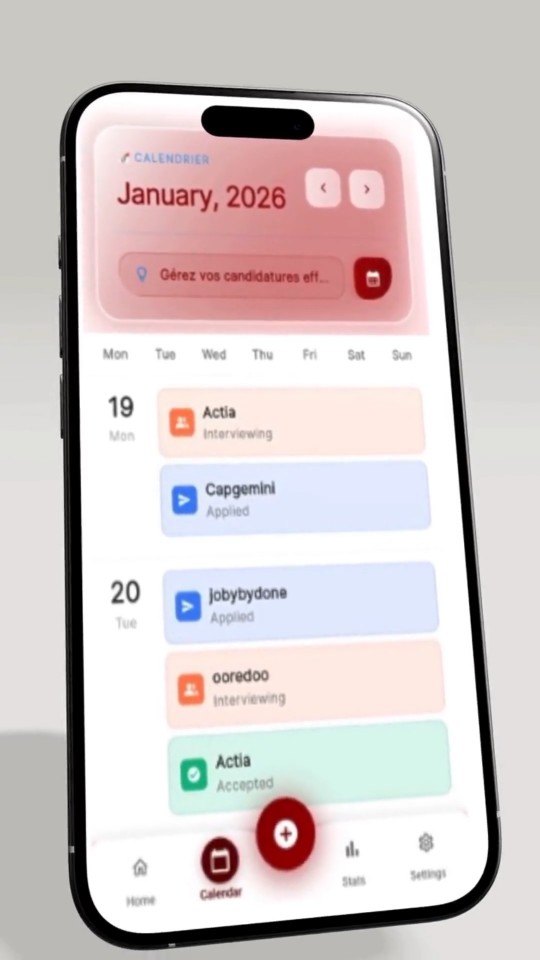 CALENDRIER
January, 2026
Gérez vos candidatures eff...
Mon Tue Wed Thu Fri Sat Sun
19
Mon
Actia
Interviewing
Capgemini
Applied
20
Tue
jobybydone
Applied
ooredoo
Interviewing
Actia
Accepted
Home
Calendar
Stats
Settings